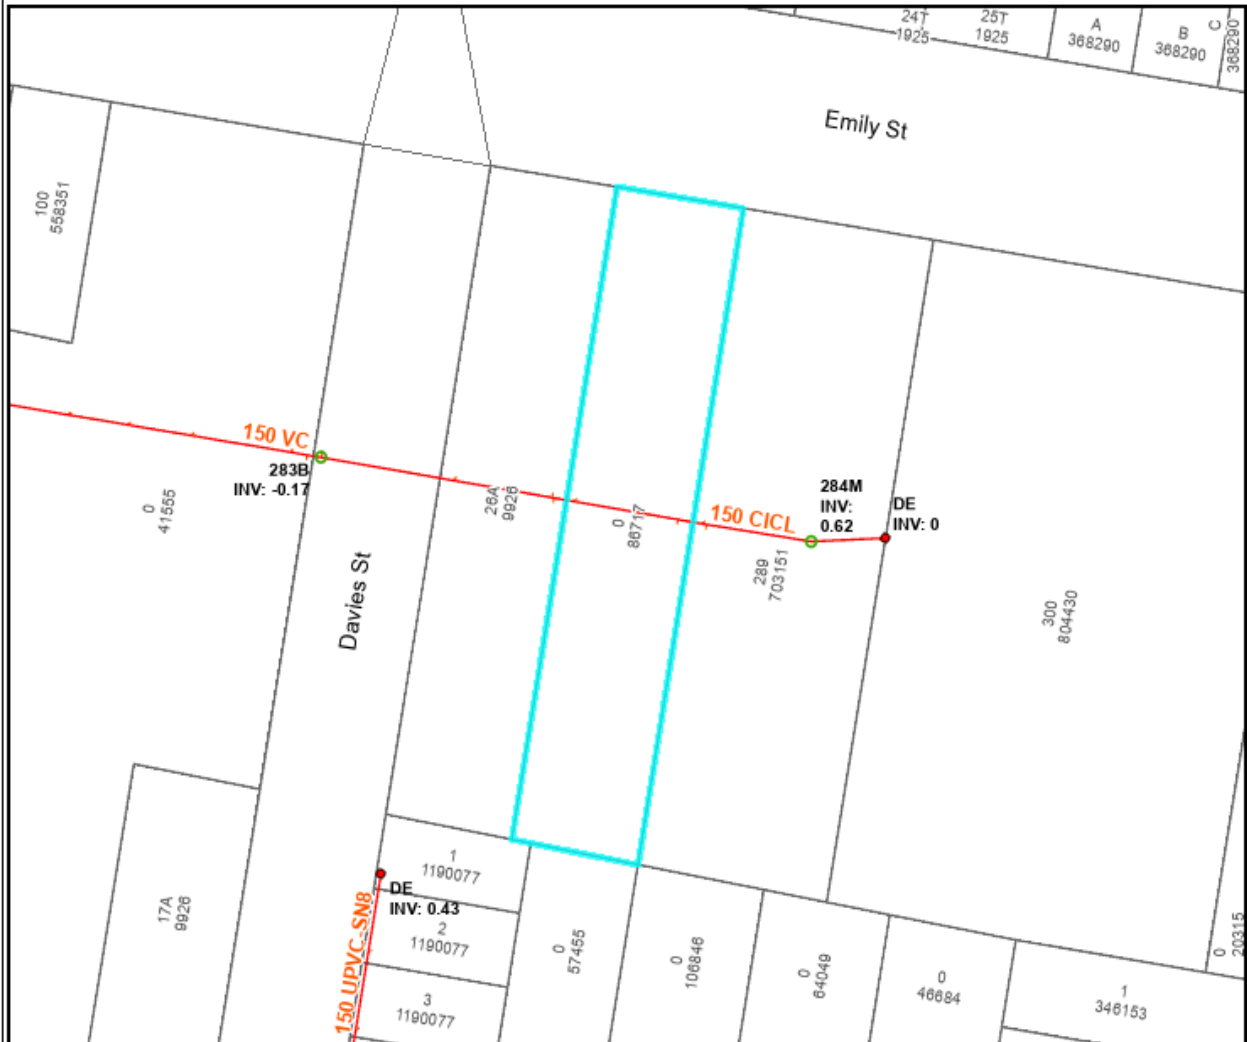 24T
1925
25T
1925
A
368290
B
368290
C
368290
Emily St
100
558351
150 VC
283B
INV: -0.17
0
41555
26A
9926
0
86717
150 CICL
284M
INV:
0.62
DE
INV: 0
289
703151
300
804430
Davies St
17A
9926
1
1190077
DE
INV: 0.43
2
1190077
3
1190077
150 UPVC-SN8
0
57455
0
106846
0
64049
0
46684
1
346153
0
20315